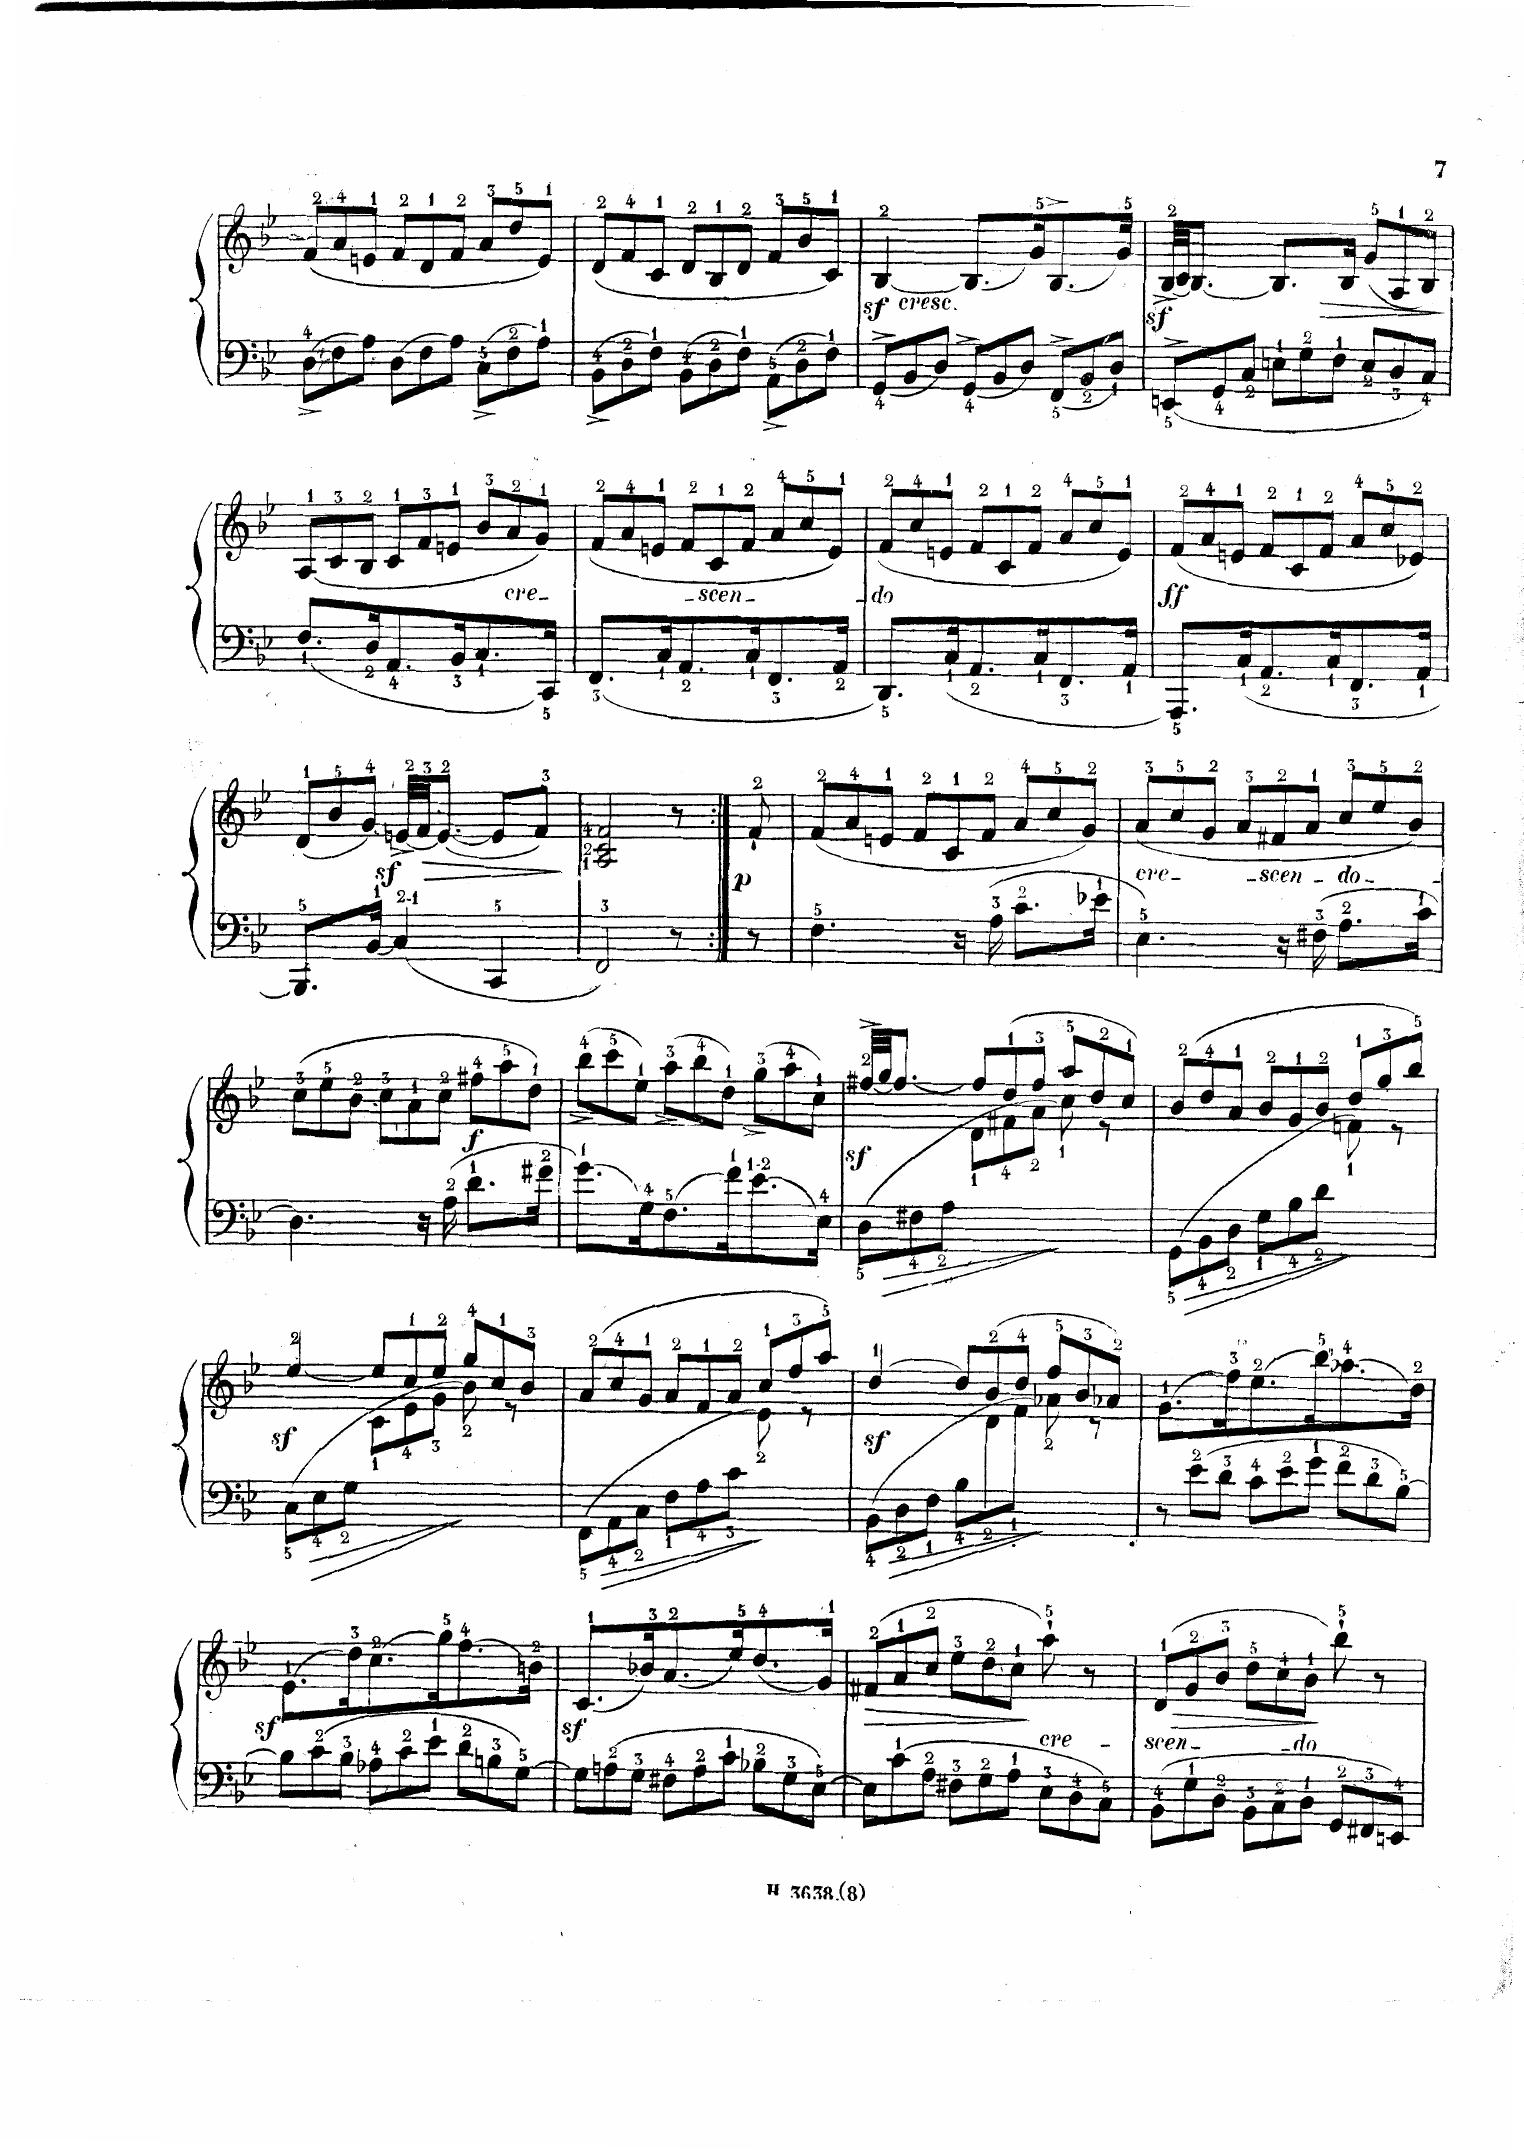 7
sf cresc.
sf
cre - scen - do
ff
sf
p
cre - scen - do -
f
sf
sf
sf
sf
sf
cre - scen - do
H 3638.(8)